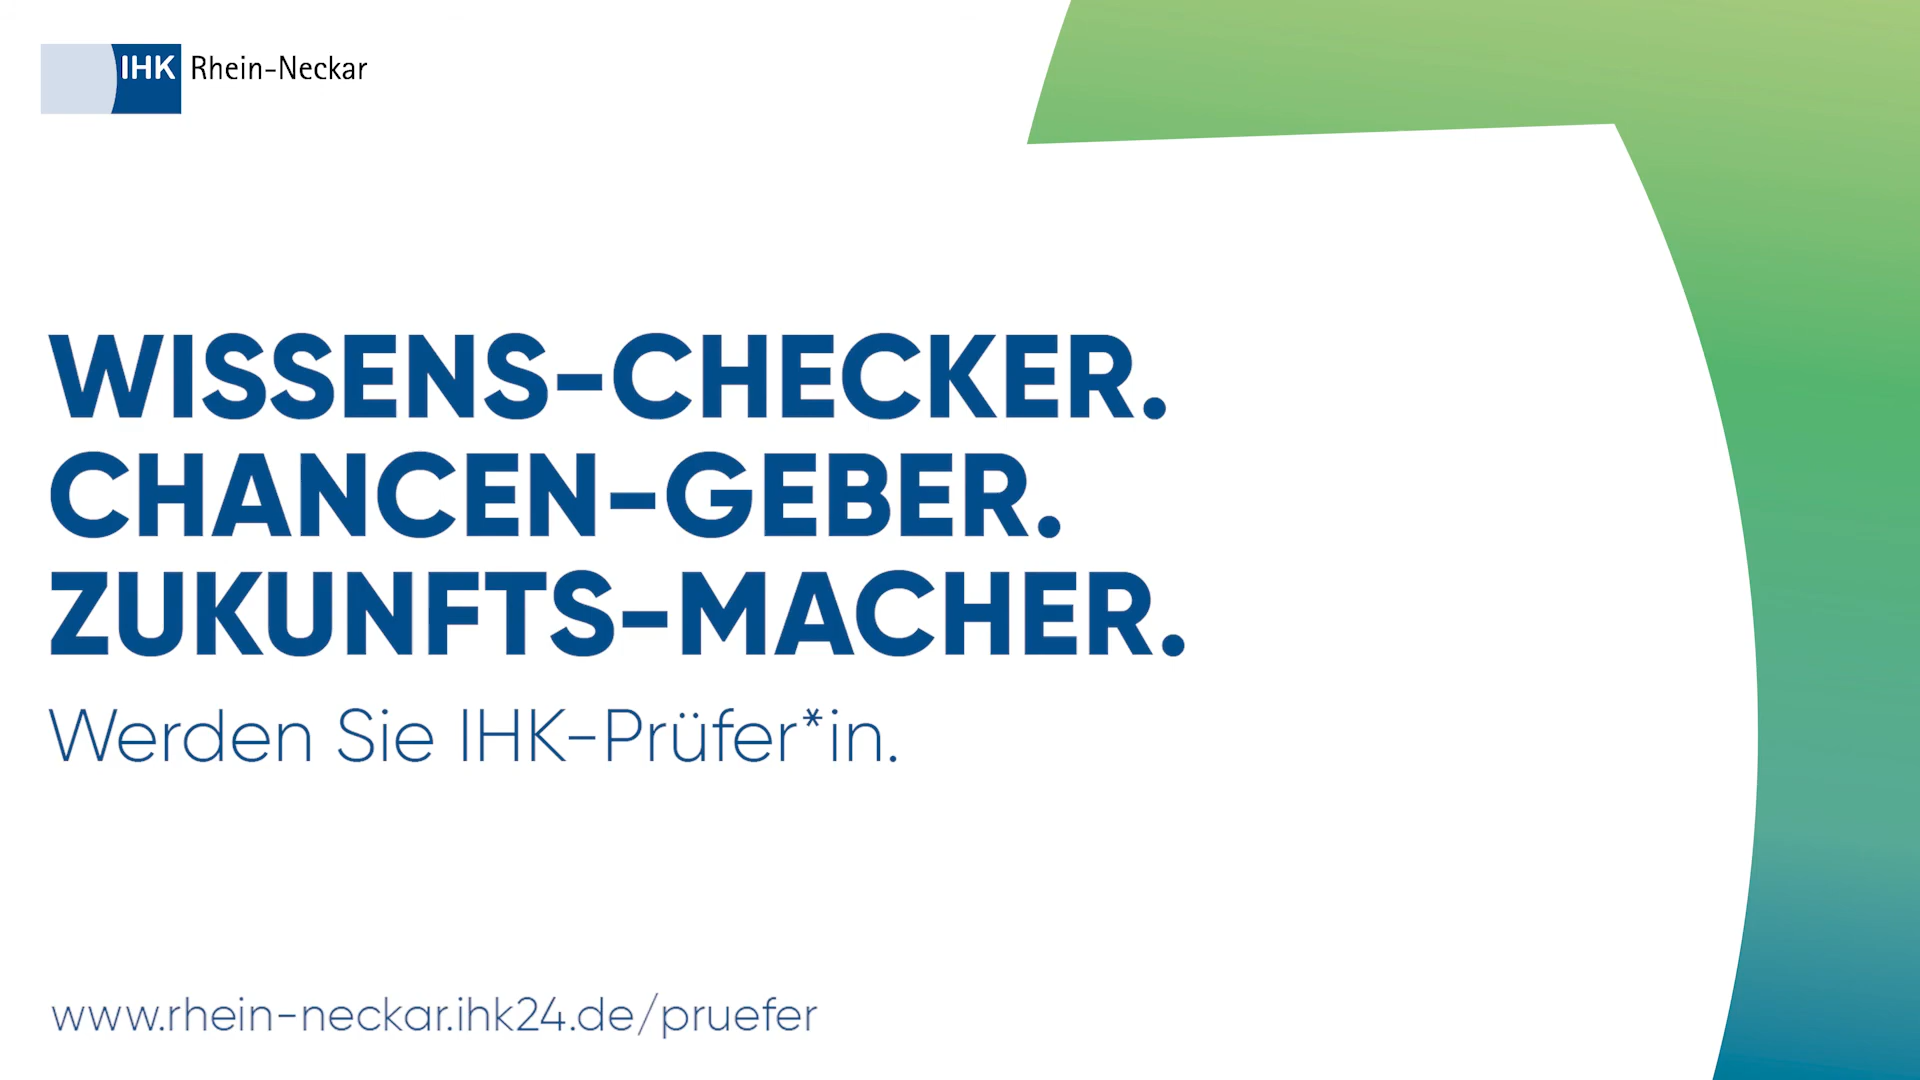 IHK Rhein-Neckar
WISSENS-CHECKER.
CHANCEN-GEBER.
ZUKUNFTS-MACHER.
Werden Sie IHK-Prüfer*in.
www.rhein-neckar.ihk24.de/pruefer